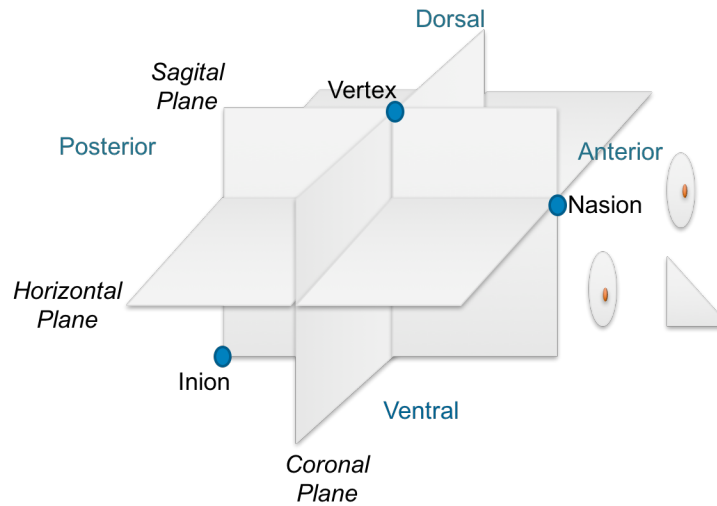 Dorsal
Sagital
Plane
Vertex
Posterior
Anterior
Nasion
Horizontal
Plane
Inion
Ventral
Coronal
Plane